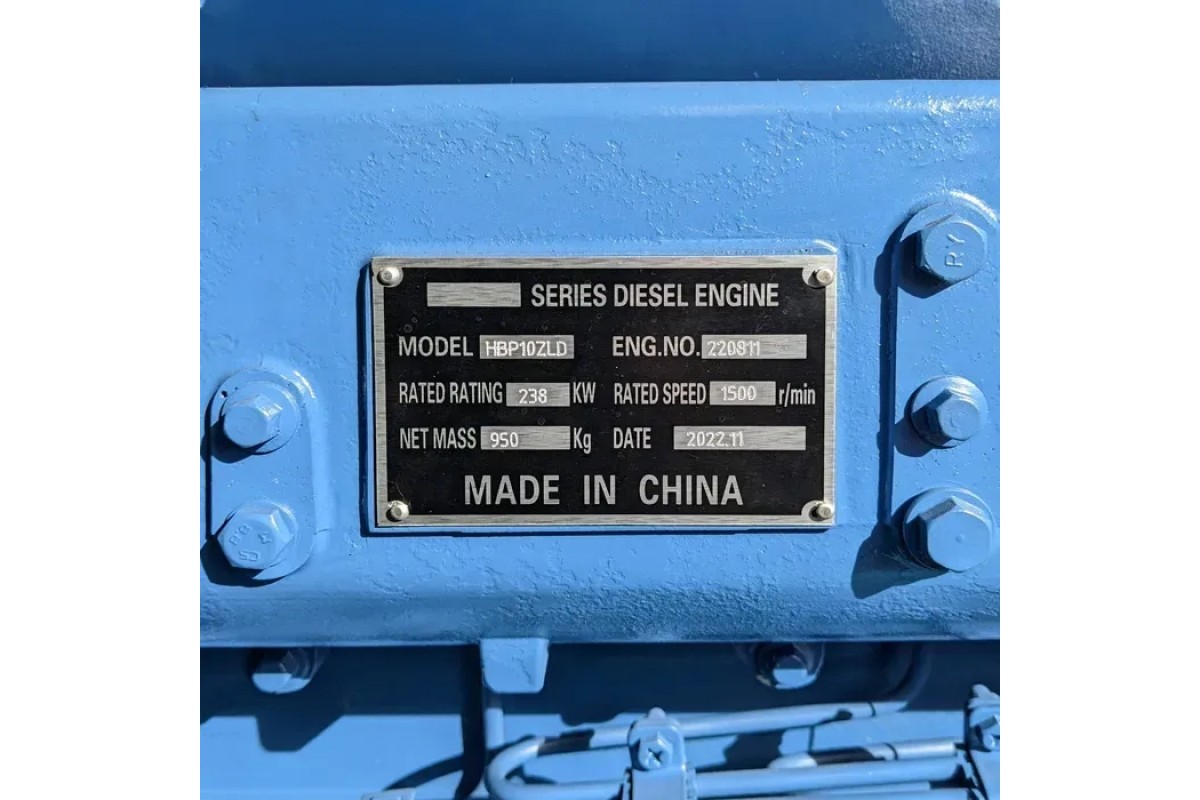 SERIES DIESEL ENGINE
MODEL HBP10ZLD ENG.NO. 220811
RATED RATING 238 KW RATED SPEED 1500 r/min
NET MASS 950 Kg DATE 2022.11
MADE IN CHINA
RY